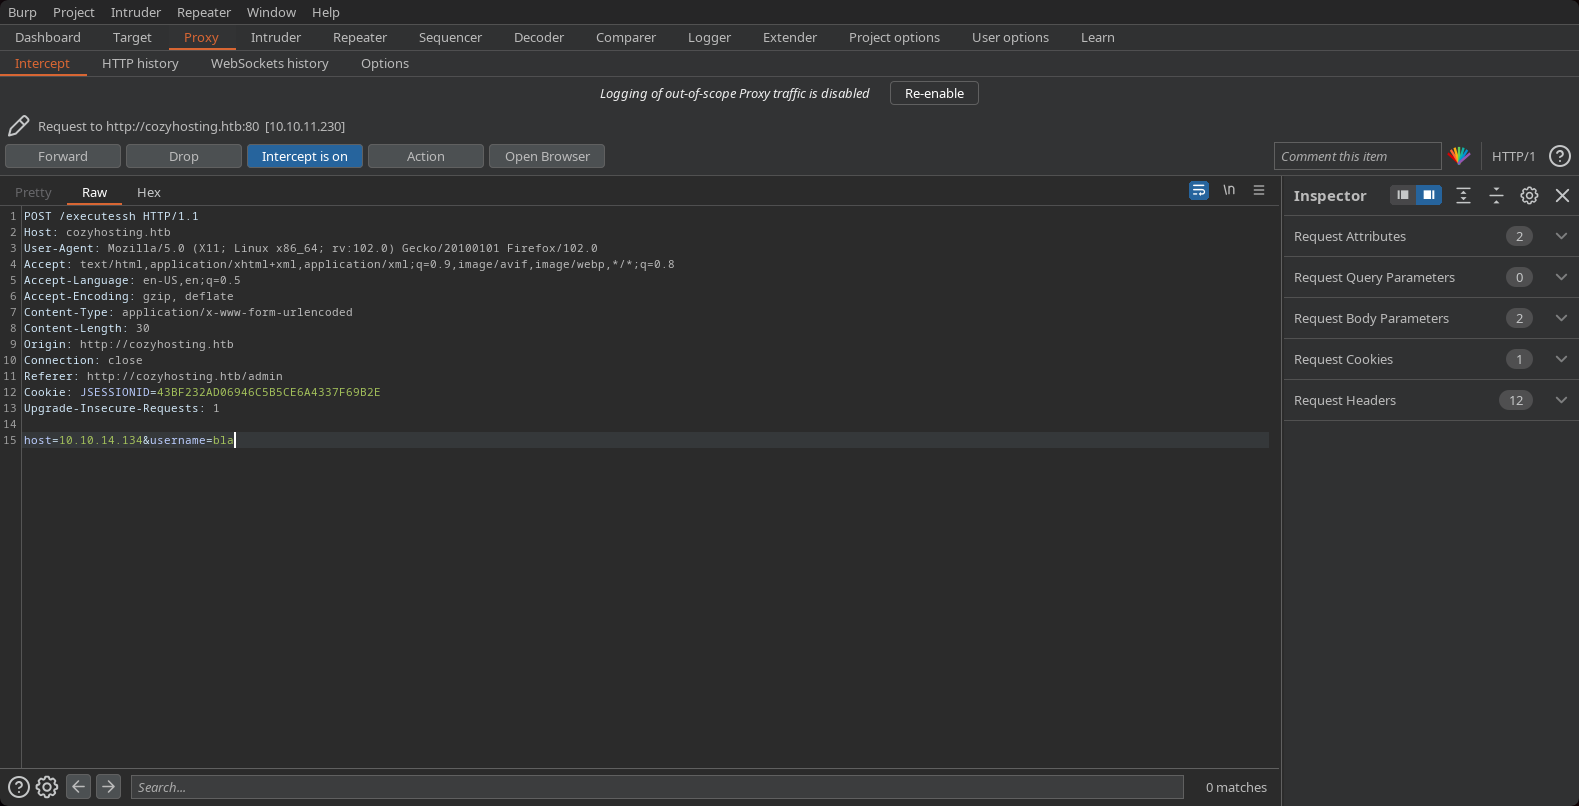 Burp Project Intruder Repeater Window Help
Dashboard Target Proxy Intruder Repeater Sequencer Decoder Comparer Logger Extender Project options User options Learn
Intercept HTTP history WebSockets history Options
Logging of out-of-scope Proxy traffic is disabled Re-enable
Request to http://cozyhosting.htb:80 [10.10.11.230]
Forward Drop Intercept is on Action Open Browser Comment this item HTTP/1 ?
Pretty Raw Hex \n Inspector
1 POST /executessh HTTP/1.1
2 Host: cozyhosting.htb
3 User-Agent: Mozilla/5.0 (X11; Linux x86_64; rv:102.0) Gecko/20100101 Firefox/102.0
4 Accept: text/html,application/xhtml+xml,application/xml;q=0.9,image/avif,image/webp,*/*;q=0.8
5 Accept-Language: en-US,en;q=0.5
6 Accept-Encoding: gzip, deflate
7 Content-Type: application/x-www-form-urlencoded
8 Content-Length: 30
9 Origin: http://cozyhosting.htb
10 Connection: close
11 Referer: http://cozyhosting.htb/admin
12 Cookie: JSESSIONID=43BF232AD06946C5B5CE6A4337F69B2E
13 Upgrade-Insecure-Requests: 1
14
15 host=10.10.14.134&username=bla
Request Attributes 2
Request Query Parameters 0
Request Body Parameters 2
Request Cookies 1
Request Headers 12
? Search... 0 matches